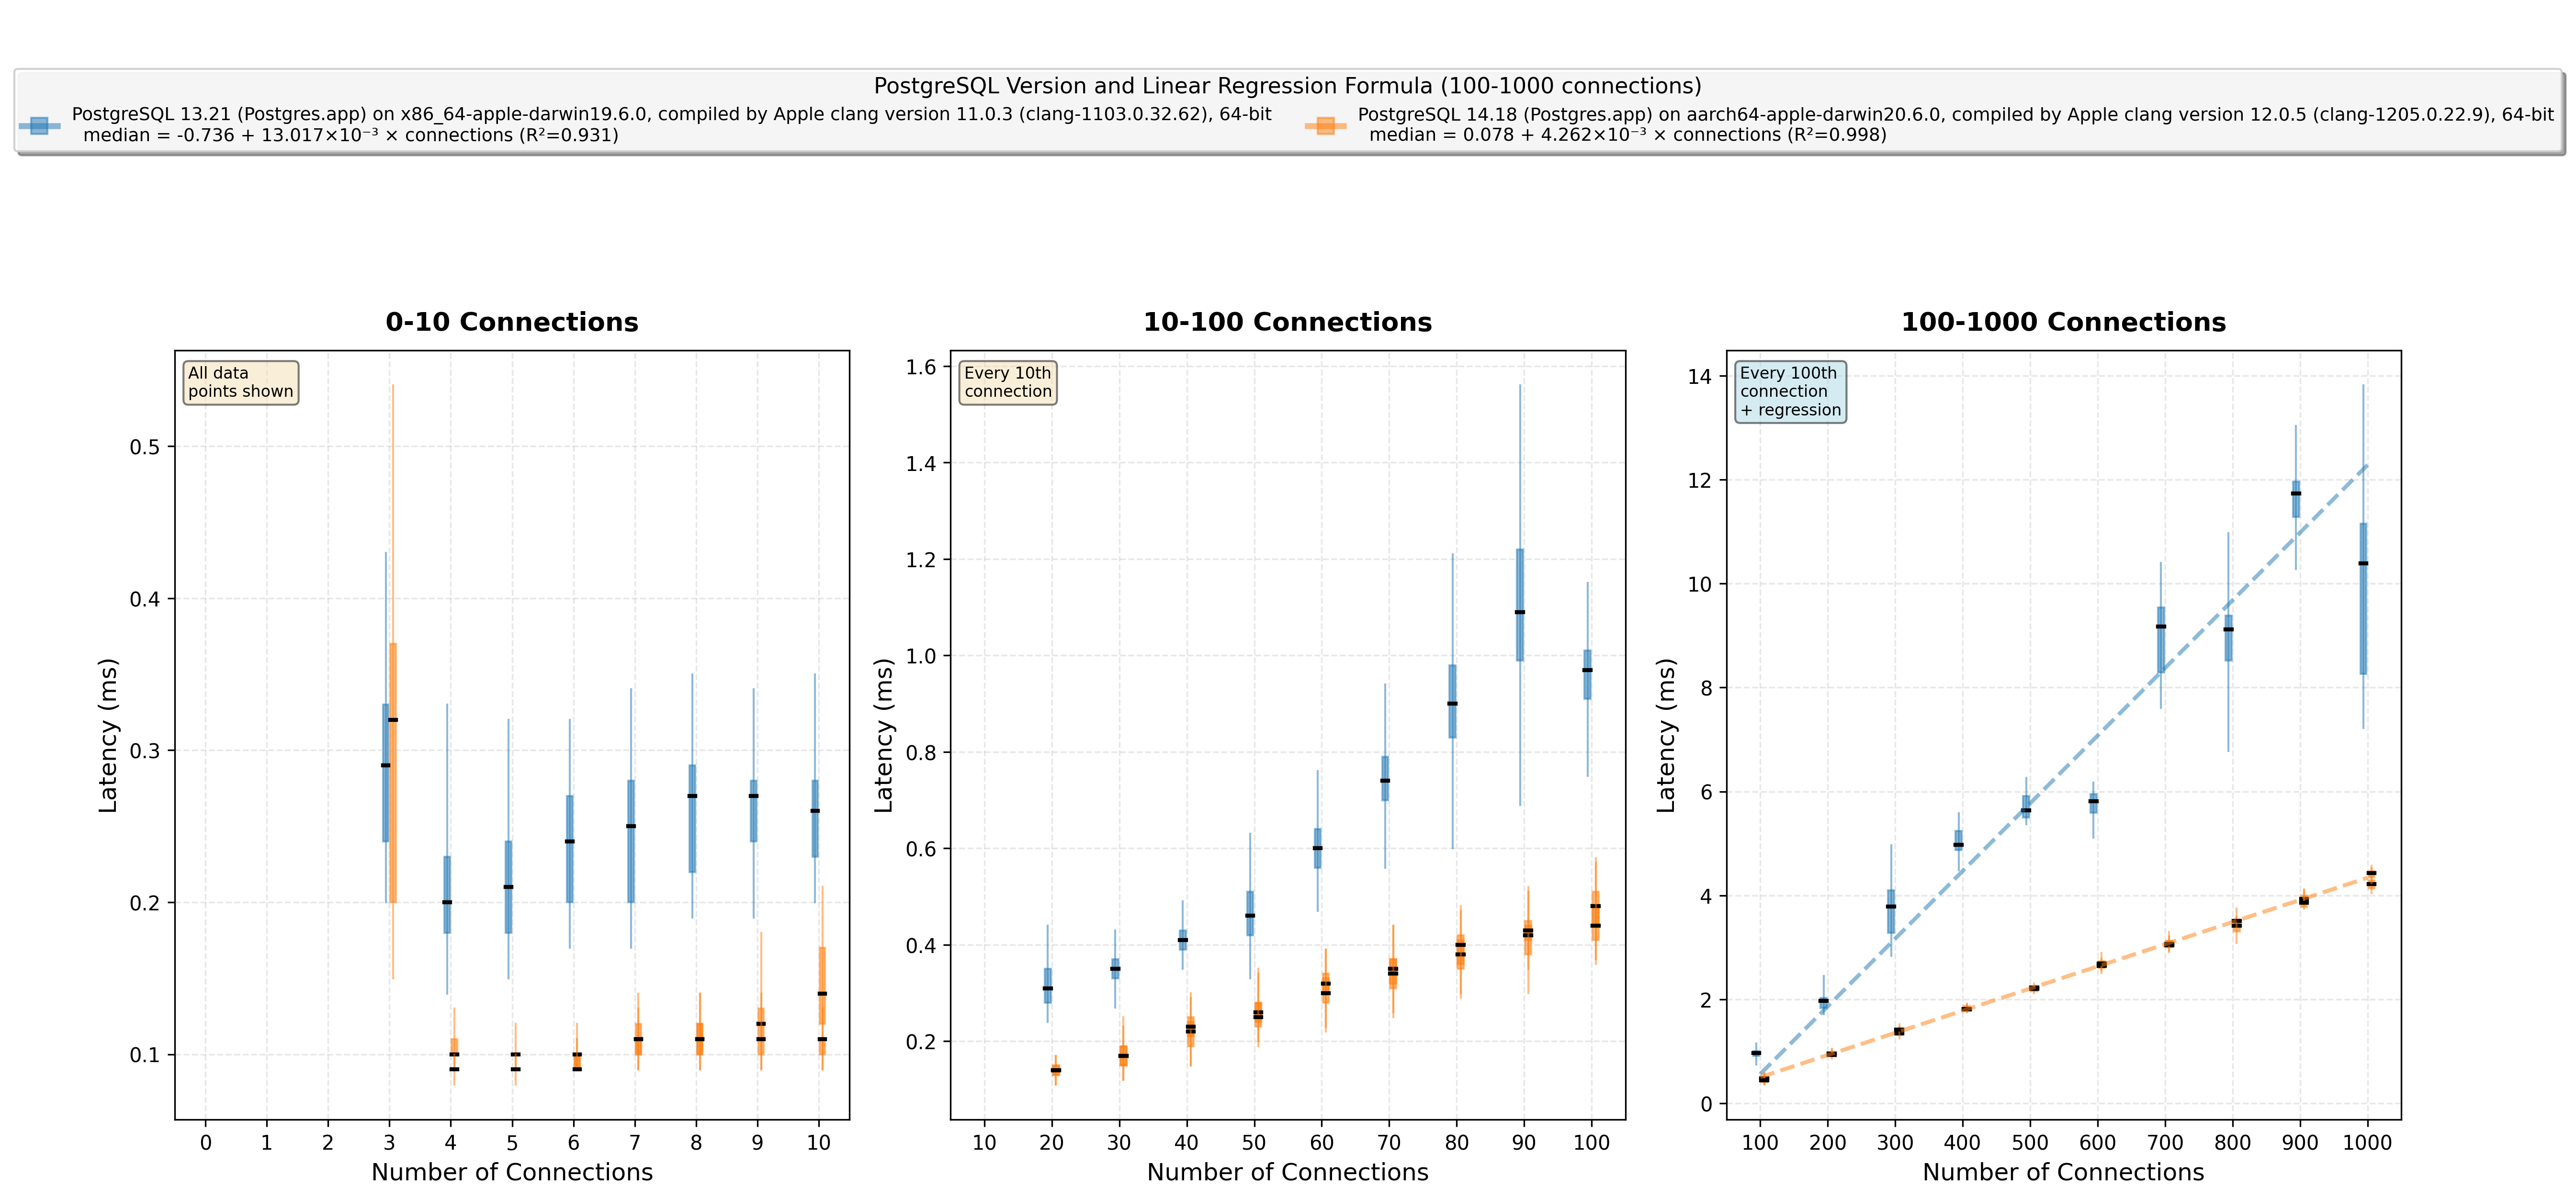 PostgreSQL Version and Linear Regression Formula (100-1000 connections)
PostgreSQL 13.21 (Postgres.app) on x86_64-apple-darwin19.6.0, compiled by Apple clang version 11.0.3 (clang-1103.0.32.62), 64-bit
median = -0.736 + 13.017×10⁻³ × connections (R²=0.931)
PostgreSQL 14.18 (Postgres.app) on aarch64-apple-darwin20.6.0, compiled by Apple clang version 12.0.5 (clang-1205.0.22.9), 64-bit
median = 0.078 + 4.262×10⁻³ × connections (R²=0.998)
0-10 Connections
All data
points shown
Latency (ms)
0.5
0.4
0.3
0.2
0.1
0 1 2 3 4 5 6 7 8 9 10
Number of Connections
10-100 Connections
Every 10th
connection
Latency (ms)
1.6
1.4
1.2
1.0
0.8
0.6
0.4
0.2
10 20 30 40 50 60 70 80 90 100
Number of Connections
100-1000 Connections
Every 100th
connection
+ regression
Latency (ms)
14
12
10
8
6
4
2
0
100 200 300 400 500 600 700 800 900 1000
Number of Connections